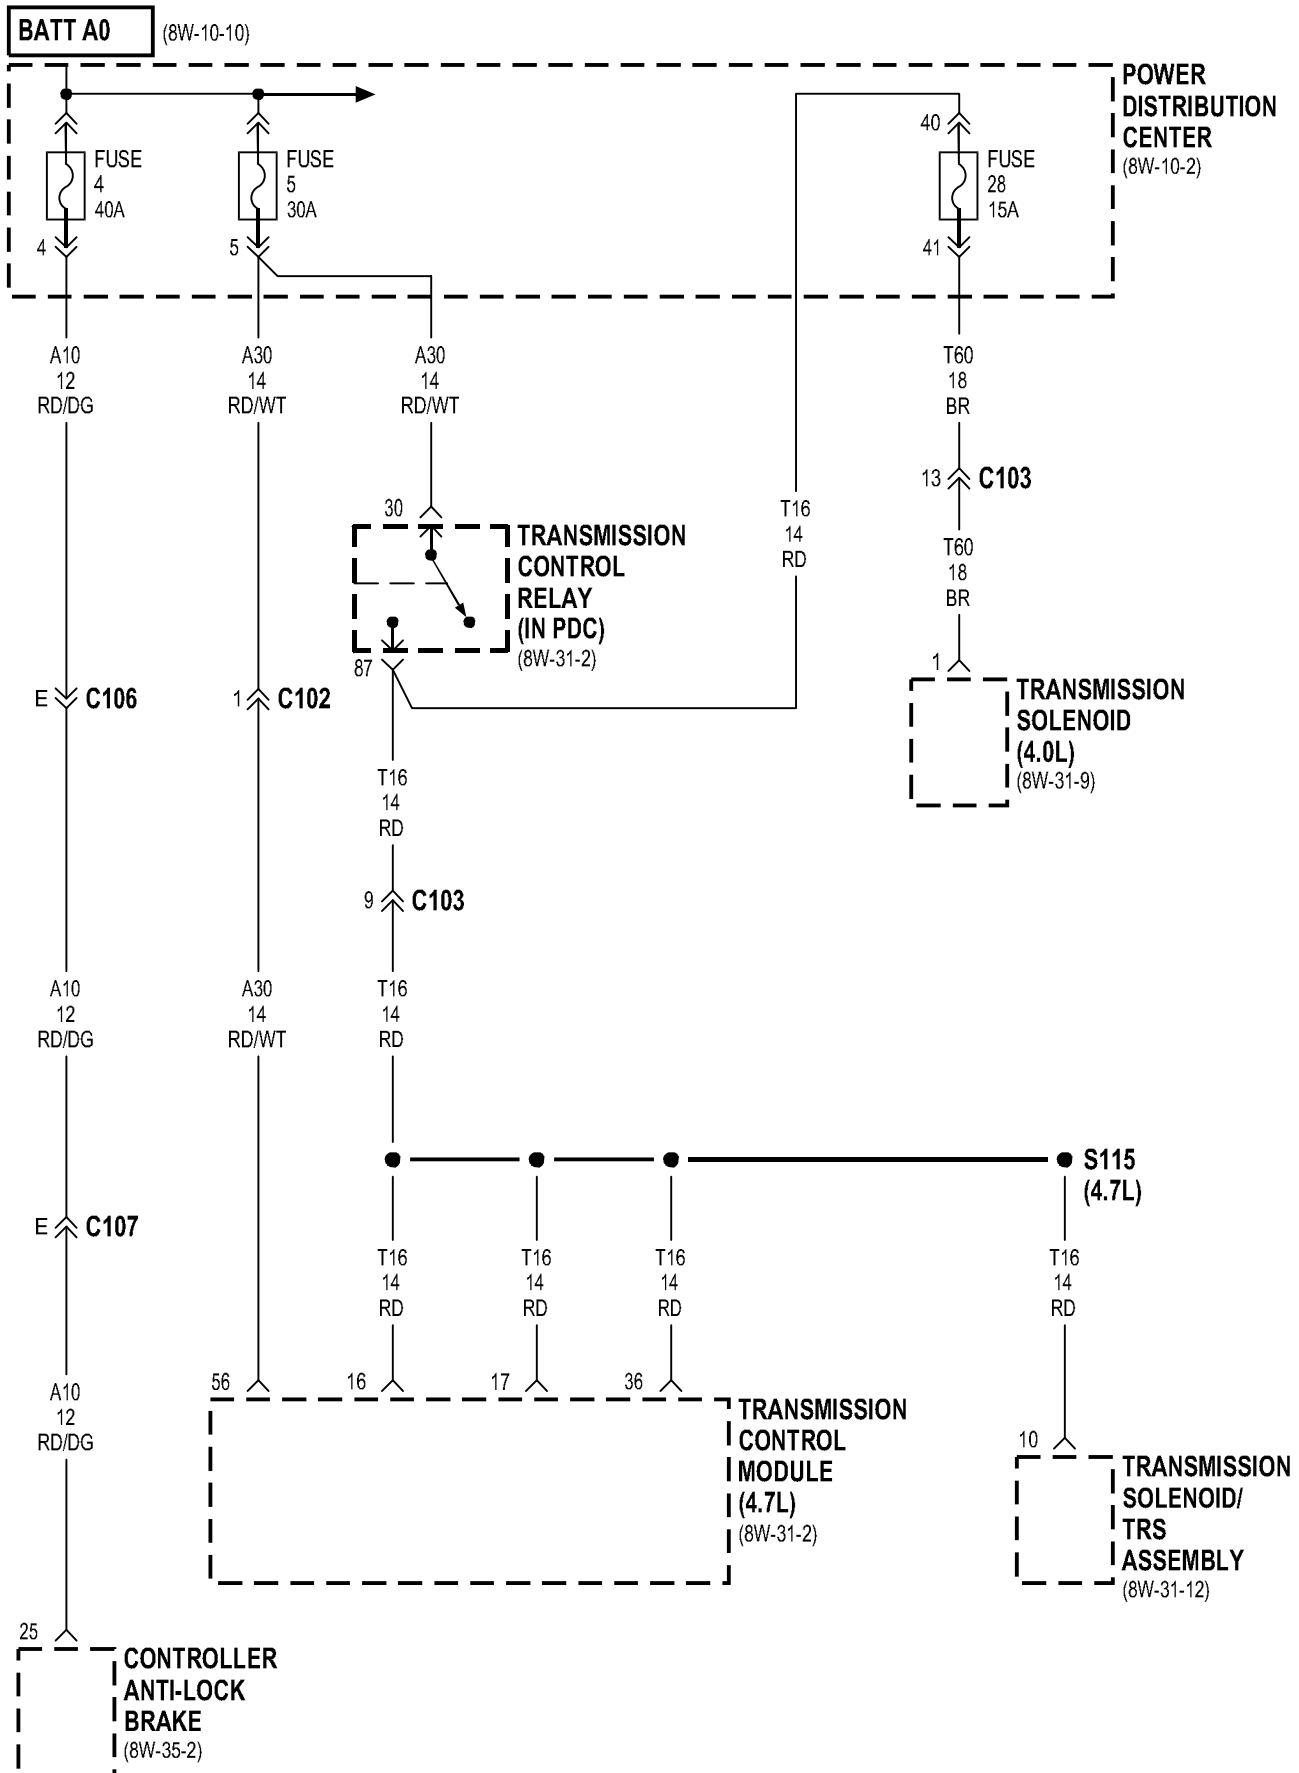 BATT A0 (8W-10-10)
POWER
DISTRIBUTION
CENTER
(8W-10-2)
FUSE
4
40A
4
FUSE
5
30A
5
40
FUSE
28
15A
41
A10
12
RD/DG
A30
14
RD/WT
A30
14
RD/WT
T60
18
BR
13 C103
30
TRANSMISSION
CONTROL
RELAY
(IN PDC)
(8W-31-2)
87
T16
14
RD
T60
18
BR
1
TRANSMISSION
SOLENOID
(4.0L)
(8W-31-9)
E C106
1 C102
T16
14
RD
9 C103
A10
12
RD/DG
A30
14
RD/WT
T16
14
RD
S115
(4.7L)
E C107
T16
14
RD
T16
14
RD
T16
14
RD
T16
14
RD
A10
12
RD/DG
56
16
17
36
TRANSMISSION
CONTROL
MODULE
(4.7L)
(8W-31-2)
10
TRANSMISSION
SOLENOID/
TRS
ASSEMBLY
(8W-31-12)
25
CONTROLLER
ANTI-LOCK
BRAKE
(8W-35-2)